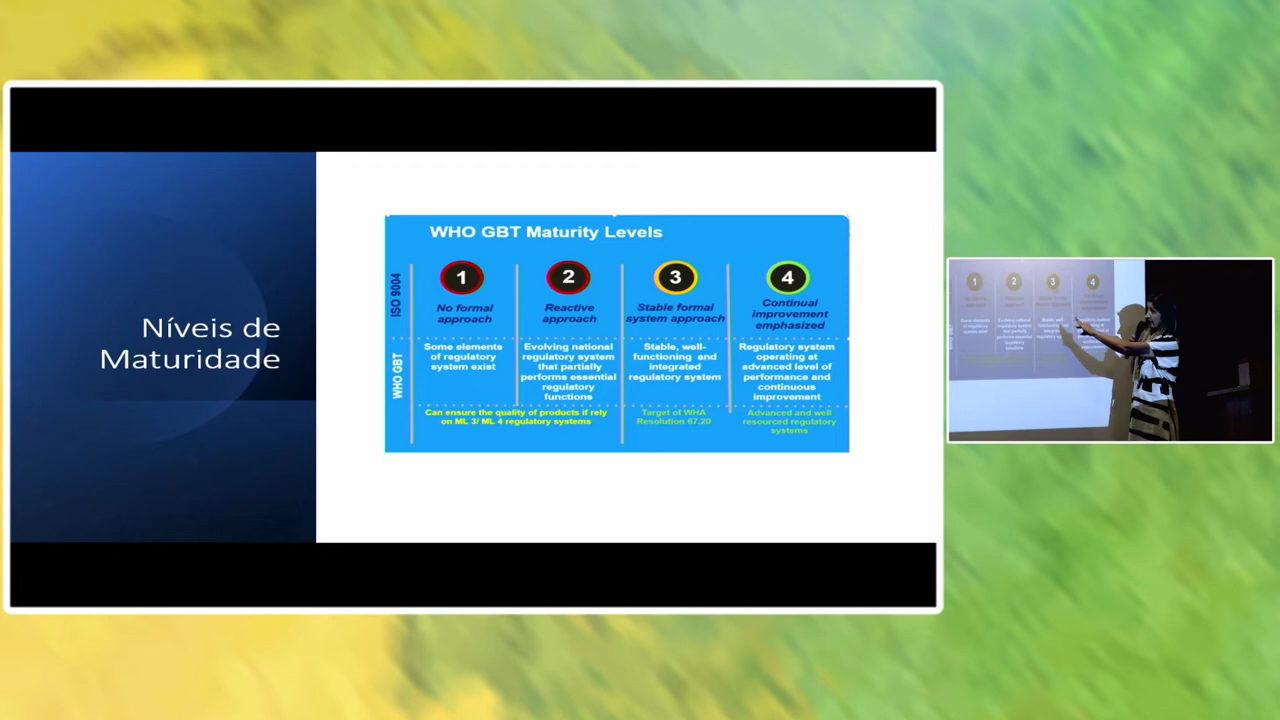 Níveis de
Maturidade
WHO GBT Maturity Levels
ISO 9004
1
2
3
4
No formal
approach
Reactive
approach
Stable formal
system approach
Continual
improvement
emphasized
WHO GBT
Some elements
of regulatory
system exist
Evolving national
regulatory system
that partially
performs essential
regulatory
functions
Stable, well-
functioning and
integrated
regulatory system
Regulatory system
operating at
advanced level of
performance and
continuous
improvement
Can ensure the quality of products if rely
on ML 3/ ML 4 regulatory systems
Target of WHA
Resolution 67.20
Advanced and well
resourced regulatory
systems
1
2
3
4